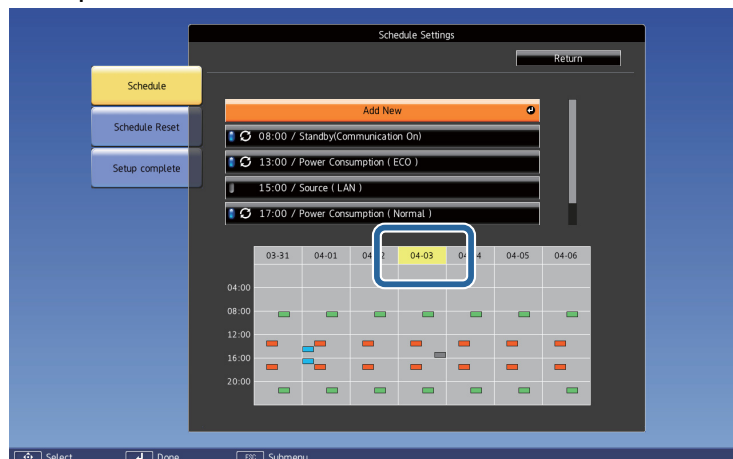 Schedule Settings
Return
Schedule
Schedule Reset
Setup complete
Add New
08:00 / Standby(Communication On)
13:00 / Power Consumption ( ECO )
15:00 / Source ( LAN )
17:00 / Power Consumption ( Normal )
03-31 04-01 04-03 04-05 04-06
04:00
08:00
12:00
16:00
20:00
Select Done ESC Submenu